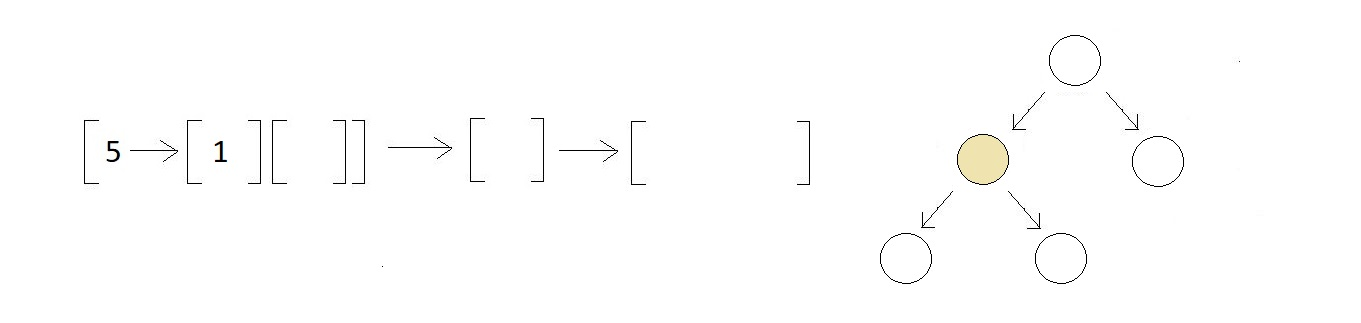 [ 5 → [ 1 ] [ ] ] → [ ] → [ ]